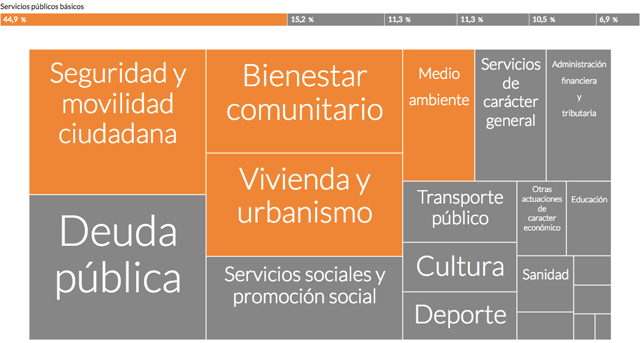 Servicios públicos básicos
44,9 %
15,2 %
11,3 %
11,3 %
10,5 %
6,9 %
Seguridad y
movilidad
ciudadana
Deuda
pública
Bienestar
comunitario
Vivienda y
urbanismo
Servicios sociales y
promoción social
Medio
ambiente
Servicios
de
carácter
general
Administración
financiera
y
tributaria
Transporte
público
Cultura
Deporte
Otras
actuaciones
de
caracter
económico
Educación
Sanidad